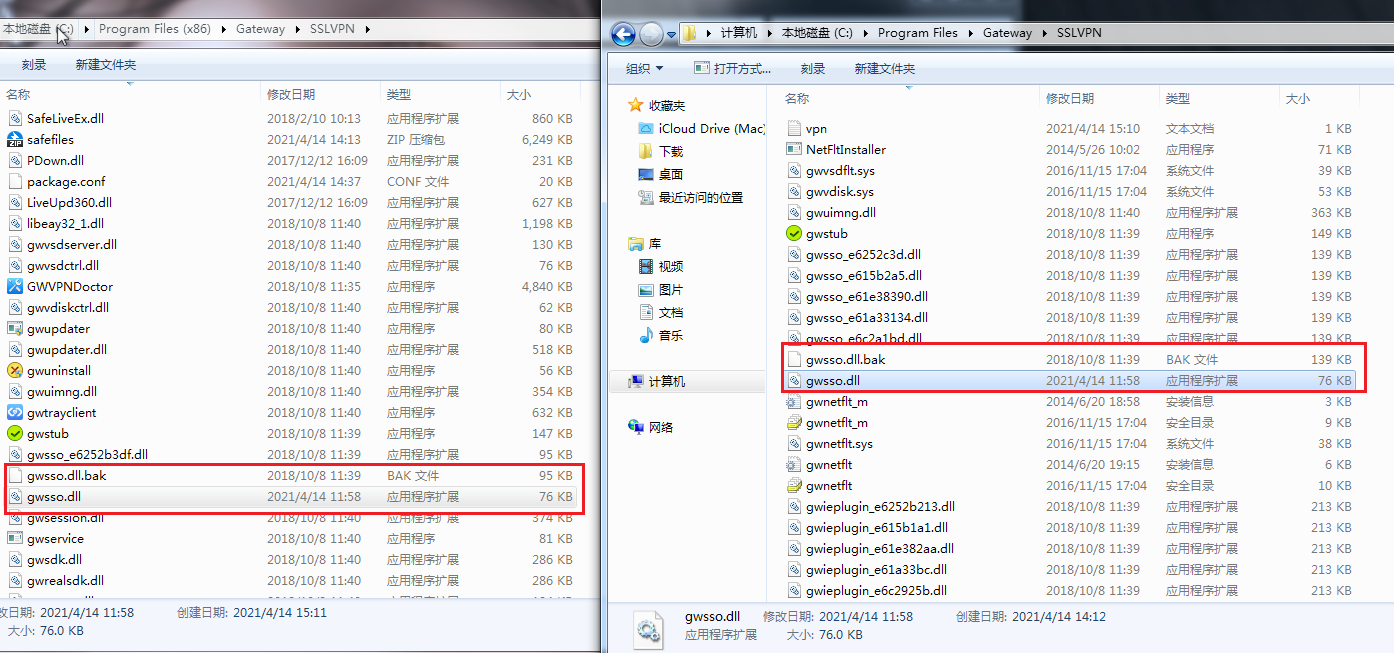 本地磁盘 (C:) Program Files (x86) Gateway SSLVPN
刻录 新建文件夹
名称 修改日期 类型 大小
SafeLiveEx.dll 2018/2/10 10:13 应用程序扩展 860 KB
safefiles 2021/4/14 14:13 ZIP 压缩包 6,249 KB
PDown.dll 2017/12/12 16:09 应用程序扩展 231 KB
package.conf 2021/4/14 14:37 CONF 文件 20 KB
LiveUpd360.dll 2017/12/12 16:09 应用程序扩展 627 KB
libeay32_1.dll 2018/10/8 11:40 应用程序扩展 1,198 KB
gwvsdserver.dll 2018/10/8 11:40 应用程序扩展 130 KB
gwvsdctrl.dll 2018/10/8 11:40 应用程序扩展 76 KB
GWVPNDoctor 2018/10/8 11:35 应用程序 4,840 KB
gwvdiskctrl.dll 2018/10/8 11:40 应用程序扩展 62 KB
gwupdater 2018/10/8 11:40 应用程序 80 KB
gwupdater.dll 2018/10/8 11:40 应用程序扩展 518 KB
gwuninstall 2018/10/8 11:40 应用程序 56 KB
gwuimng.dll 2018/10/8 11:40 应用程序扩展 354 KB
gwtrayclient 2018/10/8 11:40 应用程序 632 KB
gwstub 2018/10/8 11:39 应用程序 147 KB
gwsso_e6252b3df.dll 2018/10/8 11:39 应用程序扩展 95 KB
gwsso.dll.bak 2018/10/8 11:39 BAK 文件 95 KB
gwsso.dll 2021/4/14 11:58 应用程序扩展 76 KB
gwsession.dll 2018/10/8 11:40 应用程序扩展 374 KB
gwservice 2018/10/8 11:40 应用程序 81 KB
gwsdk.dll 2018/10/8 11:40 应用程序扩展 286 KB
gwrealsdk.dll 2018/10/8 11:40 应用程序扩展 286 KB
改日期: 2021/4/14 11:58 创建日期: 2021/4/14 15:11
大小: 76.0 KB
计算机 本地磁盘 (C:) Program Files Gateway SSLVPN
组织 打开方式... 刻录 新建文件夹
收藏夹
iCloud Drive (Mac)
下载
桌面
最近访问的位置
库
视频
图片
文档
音乐
计算机
网络
名称 修改日期 类型 大小
vpn 2021/4/14 15:10 文本文档 1 KB
NetFltInstaller 2014/5/26 10:02 应用程序 71 KB
gwvsdflt.sys 2016/11/15 17:04 系统文件 39 KB
gwvdisk.sys 2016/11/15 17:04 系统文件 53 KB
gwuimng.dll 2018/10/8 11:40 应用程序扩展 363 KB
gwstub 2018/10/8 11:39 应用程序 149 KB
gwsso_e6252c3d.dll 2018/10/8 11:39 应用程序扩展 139 KB
gwsso_e615b2a5.dll 2018/10/8 11:39 应用程序扩展 139 KB
gwsso_e61e38390.dll 2018/10/8 11:39 应用程序扩展 139 KB
gwsso_e61a33134.dll 2018/10/8 11:39 应用程序扩展 139 KB
gwsso_e6c2a1bd.dll 2018/10/8 11:39 应用程序扩展 139 KB
gwsso.dll.bak 2018/10/8 11:39 BAK 文件 139 KB
gwsso.dll 2021/4/14 11:58 应用程序扩展 76 KB
gwnetflt_m 2014/6/20 18:58 安装信息 3 KB
gwnetflt_m 2016/11/15 17:04 安全目录 9 KB
gwnetflt.sys 2016/11/15 17:04 系统文件 38 KB
gwnetflt 2014/6/20 19:15 安装信息 6 KB
gwnetflt 2016/11/15 17:04 安全目录 10 KB
gwieplugin_e6252b213.dll 2018/10/8 11:39 应用程序扩展 213 KB
gwieplugin_e615b1a1.dll 2018/10/8 11:39 应用程序扩展 213 KB
gwieplugin_e61e382aa.dll 2018/10/8 11:39 应用程序扩展 213 KB
gwieplugin_e61a33bc.dll 2018/10/8 11:39 应用程序扩展 213 KB
gwieplugin_e6c2925b.dll 2018/10/8 11:39 应用程序扩展 213 KB
gwsso.dll 修改日期: 2021/4/14 11:58 创建日期: 2021/4/14 14:12
应用程序扩展 大小: 76.0 KB